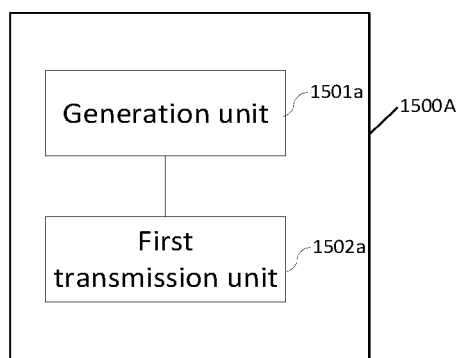 Generation unit
1501a
1500A
First
transmission unit
1502a